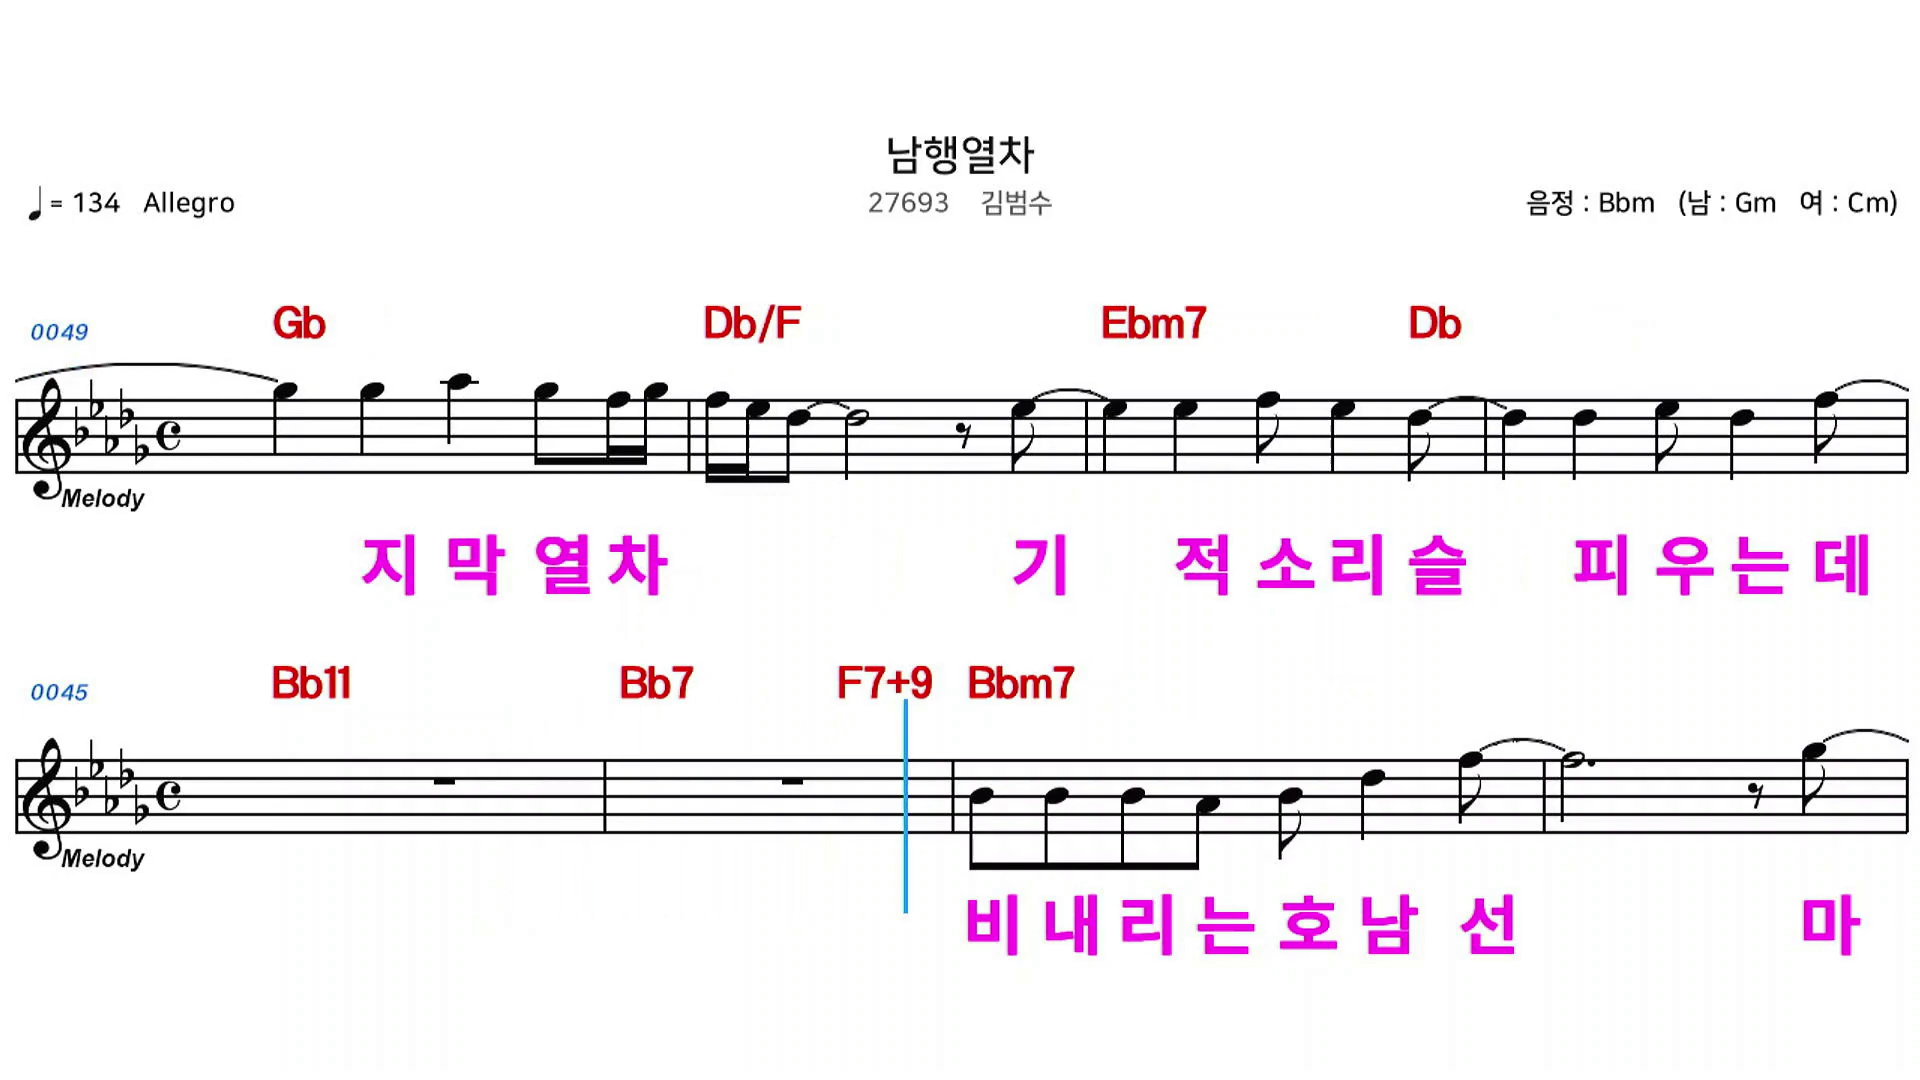 남행열차
♩= 134 Allegro
27693 김범수
음정 : Bbm (남 : Gm 여 : Cm)
0049 Gb Db/F Ebm7 Db
Melody
지 막 열 차 기 적 소 리 슬 피 우 는 데
0045 Bb11 Bb7 F7+9 Bbm7
Melody
비 내 리 는 호 남 선 마